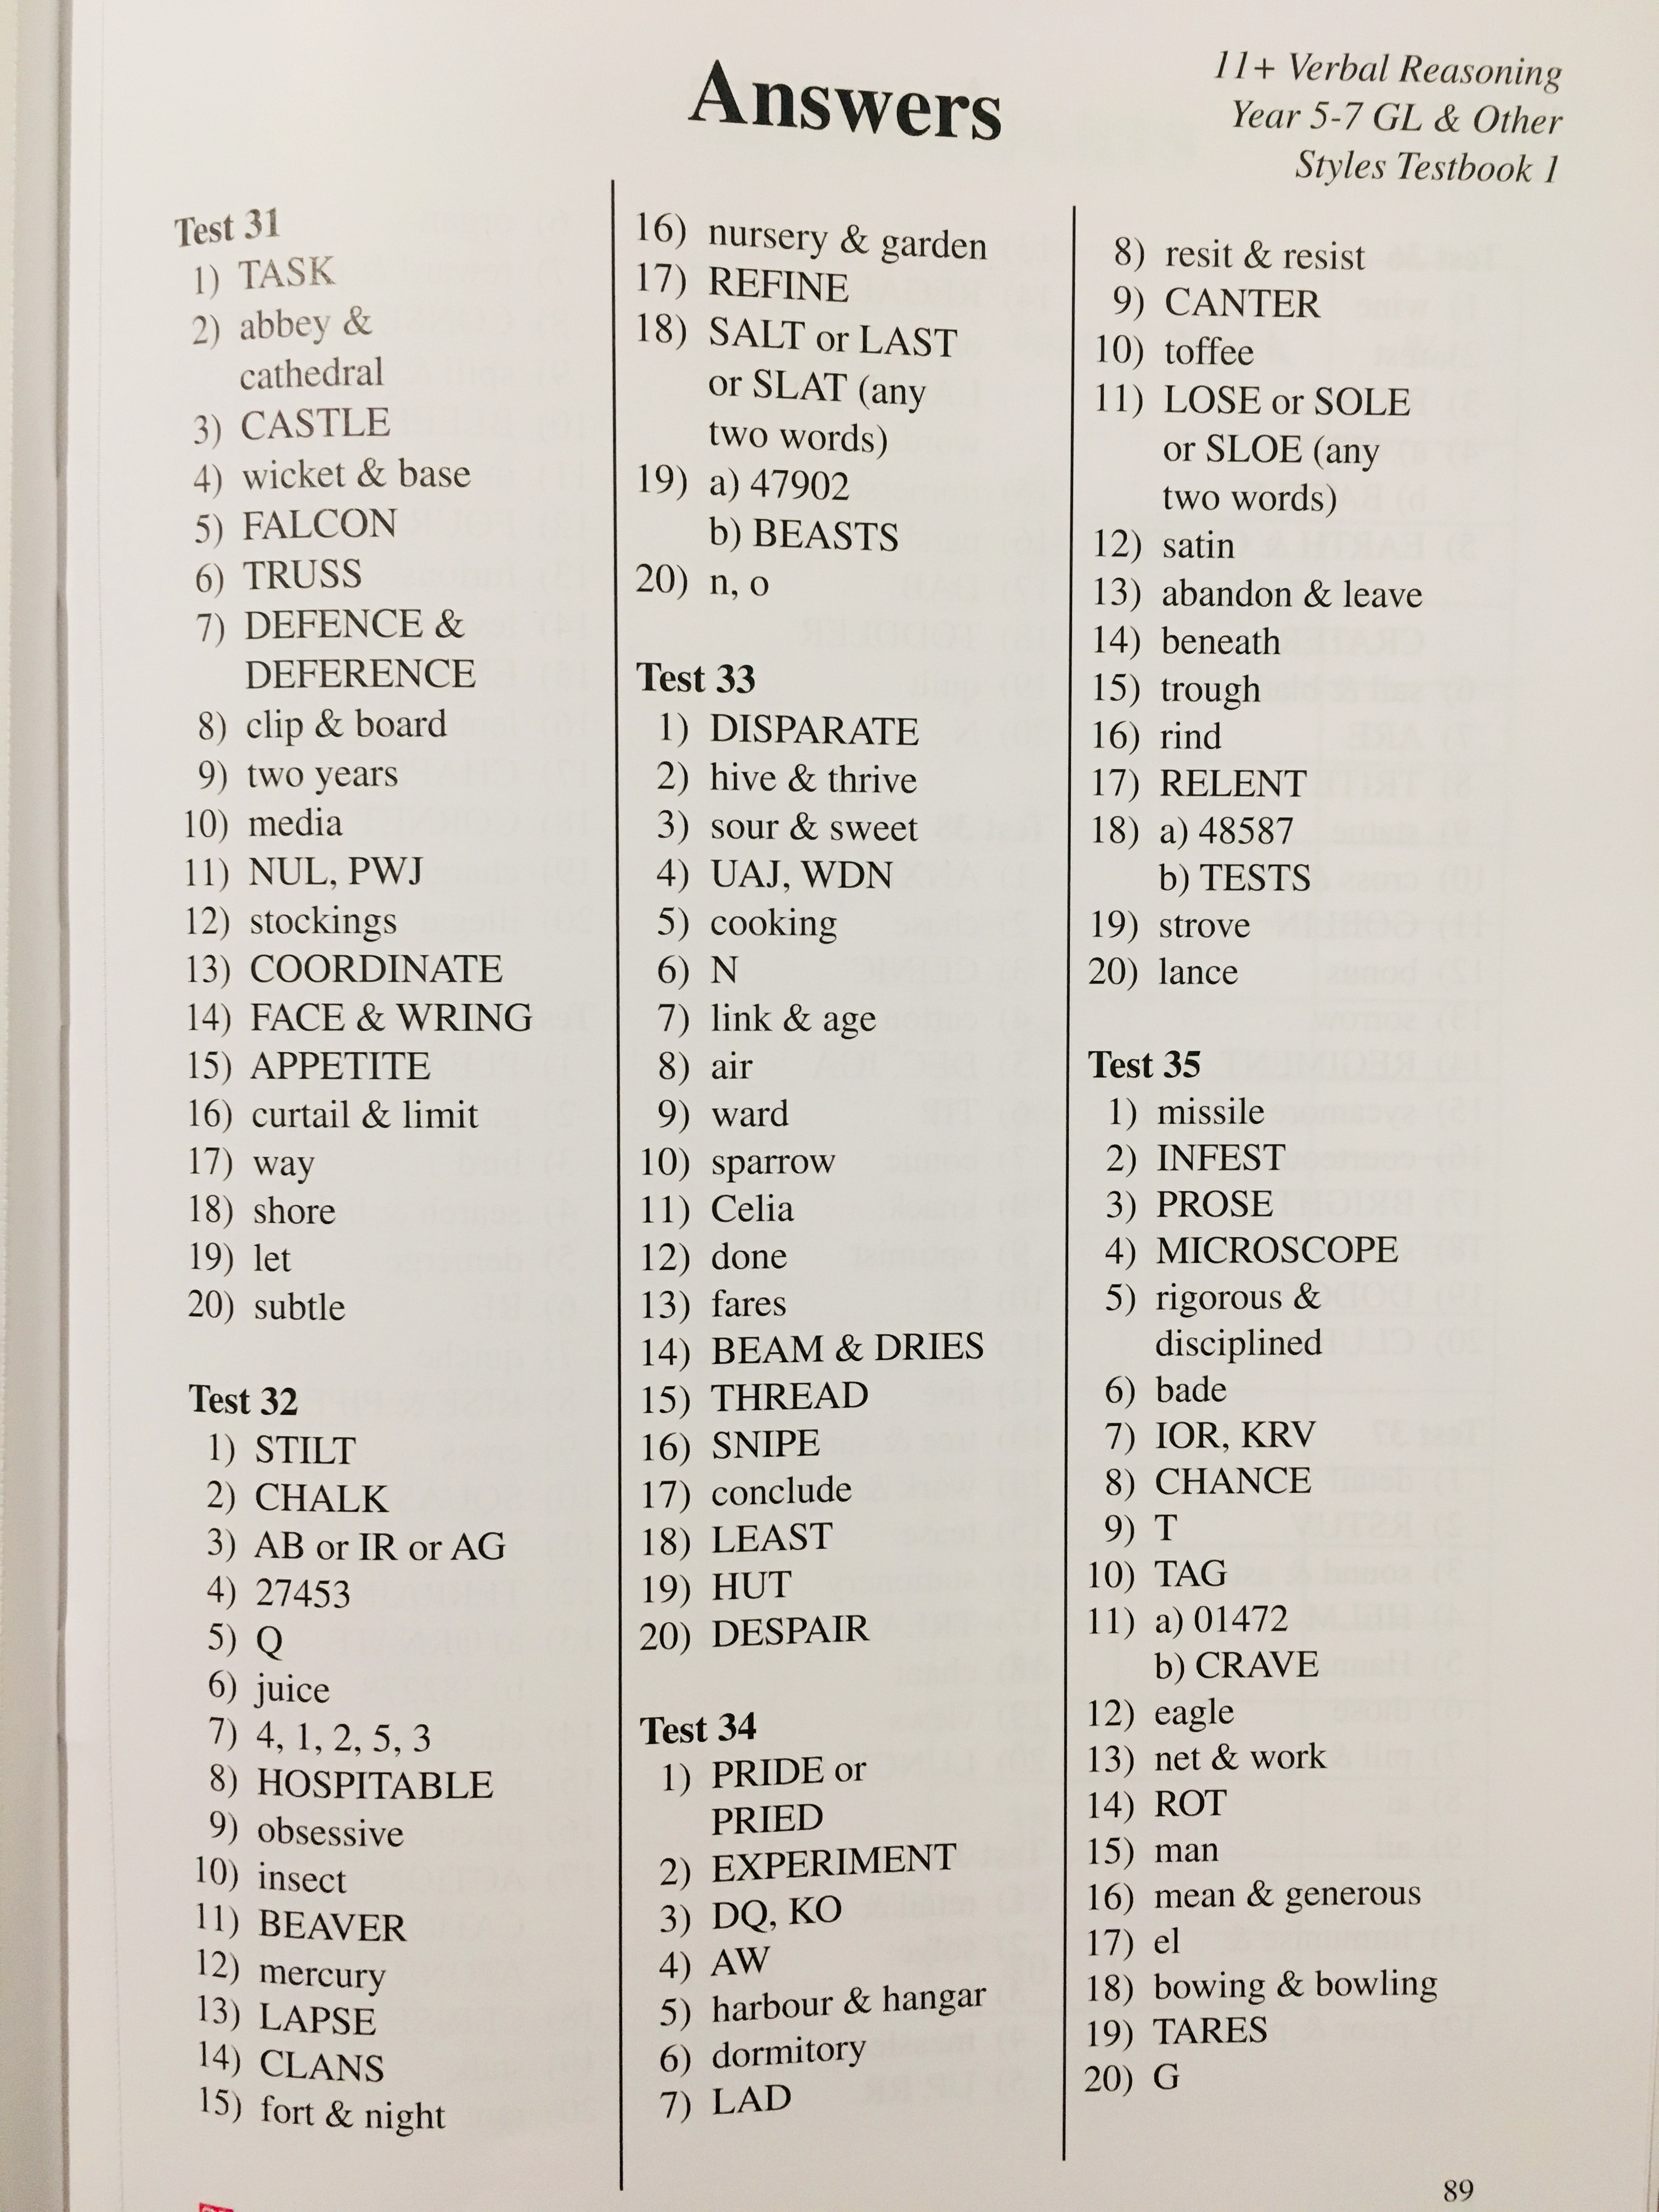 Answers
11+ Verbal Reasoning
Year 5-7 GL & Other
Styles Testbook 1
Test 31
1) TASK
2) abbey &
cathedral
3) CASTLE
4) wicket & base
5) FALCON
6) TRUSS
7) DEFENCE &
DEFERENCE
8) clip & board
9) two years
10) media
11) NUL, PWJ
12) stockings
13) COORDINATE
14) FACE & WRING
15) APPETITE
16) curtail & limit
17) way
18) shore
19) let
20) subtle
Test 32
1) STILT
2) CHALK
3) AB or IR or AG
4) 27453
5) Q
6) juice
7) 4, 1, 2, 5, 3
8) HOSPITABLE
9) obsessive
10) insect
11) BEAVER
12) mercury
13) LAPSE
14) CLANS
15) fort & night
16) nursery & garden
17) REFINE
18) SALT or LAST
or SLAT (any
two words)
19) a) 47902
b) BEASTS
20) n, o
Test 33
1) DISPARATE
2) hive & thrive
3) sour & sweet
4) UAJ, WDN
5) cooking
6) N
7) link & age
8) air
9) ward
10) sparrow
11) Celia
12) done
13) fares
14) BEAM & DRIES
15) THREAD
16) SNIPE
17) conclude
18) LEAST
19) HUT
20) DESPAIR
Test 34
1) PRIDE or
PRIED
2) EXPERIMENT
3) DQ, KO
4) AW
5) harbour & hangar
6) dormitory
7) LAD
8) resit & resist
9) CANTER
10) toffee
11) LOSE or SOLE
or SLOE (any
two words)
12) satin
13) abandon & leave
14) beneath
15) trough
16) rind
17) RELENT
18) a) 48587
b) TESTS
19) strove
20) lance
Test 35
1) missile
2) INFEST
3) PROSE
4) MICROSCOPE
5) rigorous &
disciplined
6) bade
7) IOR, KRV
8) CHANCE
9) T
10) TAG
11) a) 01472
b) CRAVE
12) eagle
13) net & work
14) ROT
15) man
16) mean & generous
17) el
18) bowing & bowling
19) TARES
20) G
89